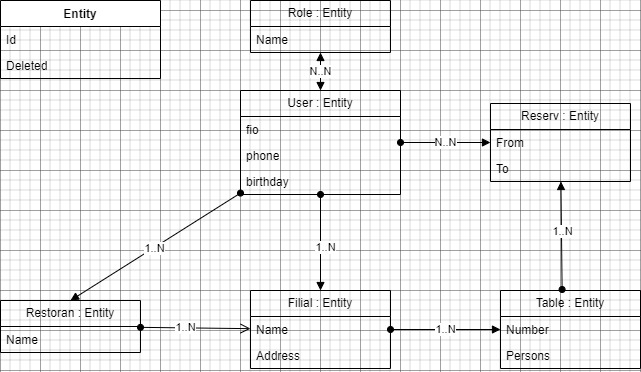 Entity
Id
Deleted
Role : Entity
Name
N..N
User : Entity
fio
phone
birthday
N..N
Reserv : Entity
From
To
1..N
1..N
1..N
Restoran : Entity
Name
1..N
Filial : Entity
Name
Address
1..N
Table : Entity
Number
Persons